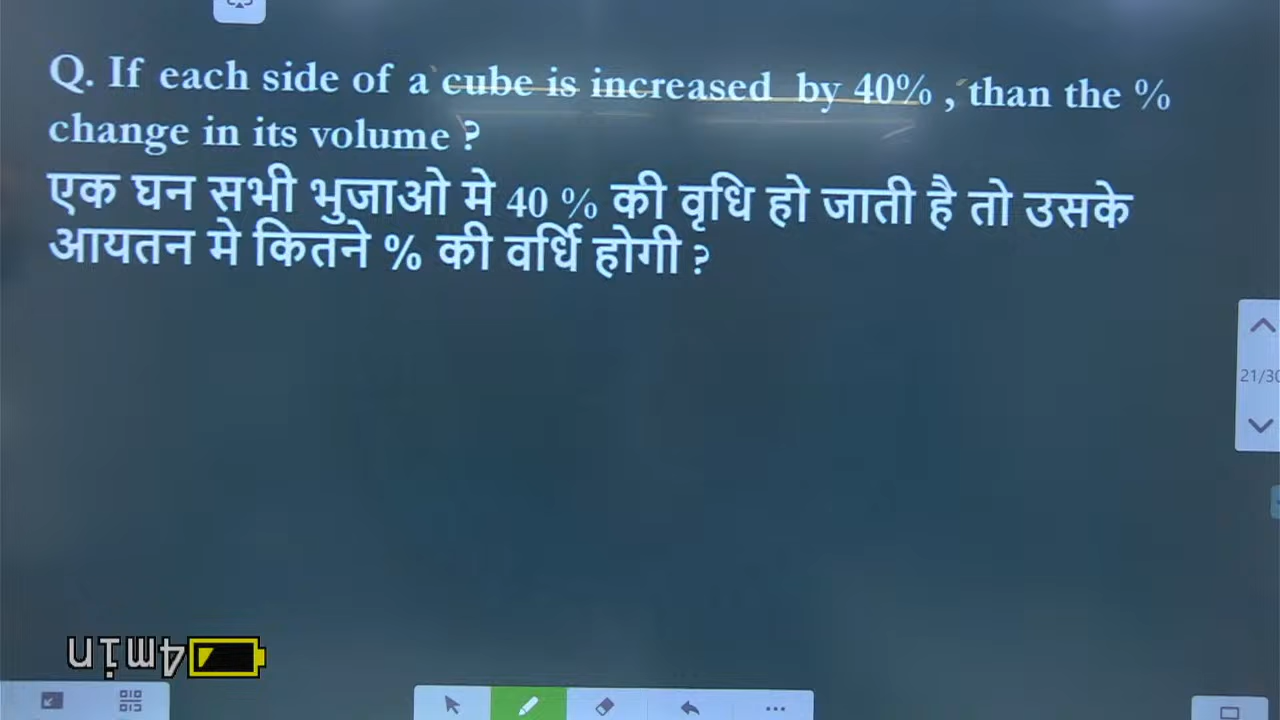 Q. If each side of a cube is increased by 40% , than the %
change in its volume ?
एक घन सभी भुजाओ मे 40 % की वृधि हो जाती है तो उसके
आयतन मे कितने % की वर्धि होगी ?
21/30
4min